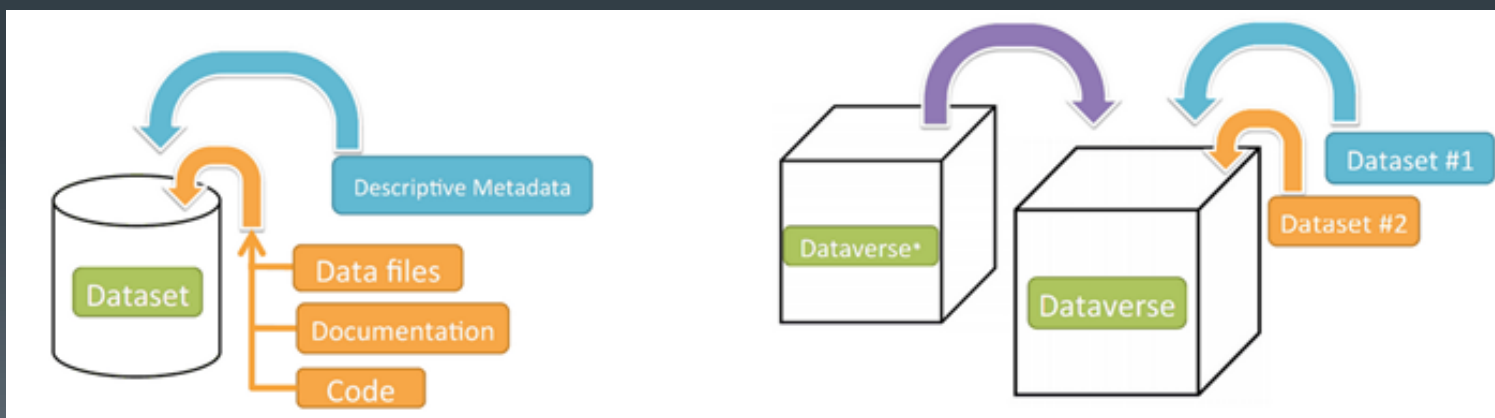 Descriptive Metadata
Dataset
Data files
Documentation
Code
Dataverse*
Dataverse
Dataset #1
Dataset #2